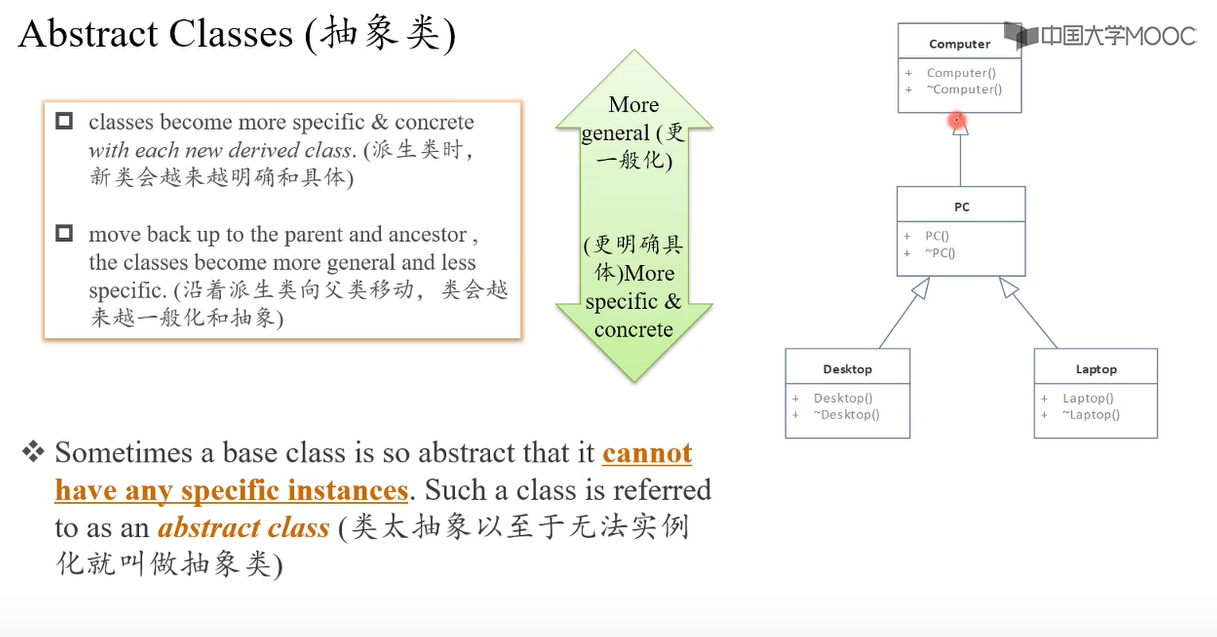 Abstract Classes (抽象类)
classes become more specific & concrete
with each new derived class. (派生类时，
新类会越来越明确和具体)
move back up to the parent and ancestor ,
the classes become more general and less
specific. (沿着派生类向父类移动，类会越
来越一般化和抽象)
More
general (更
一般化)
(更明确具
体)More
specific &
concrete
中国大学MOOC
Computer
+ Computer()
+ ~Computer()
PC
+ PC()
+ ~PC()
Desktop
+ Desktop()
+ ~Desktop()
Laptop
+ Laptop()
+ ~Laptop()
Sometimes a base class is so abstract that it cannot
have any specific instances. Such a class is referred
to as an abstract class (类太抽象以至于无法实例
化就叫做抽象类)